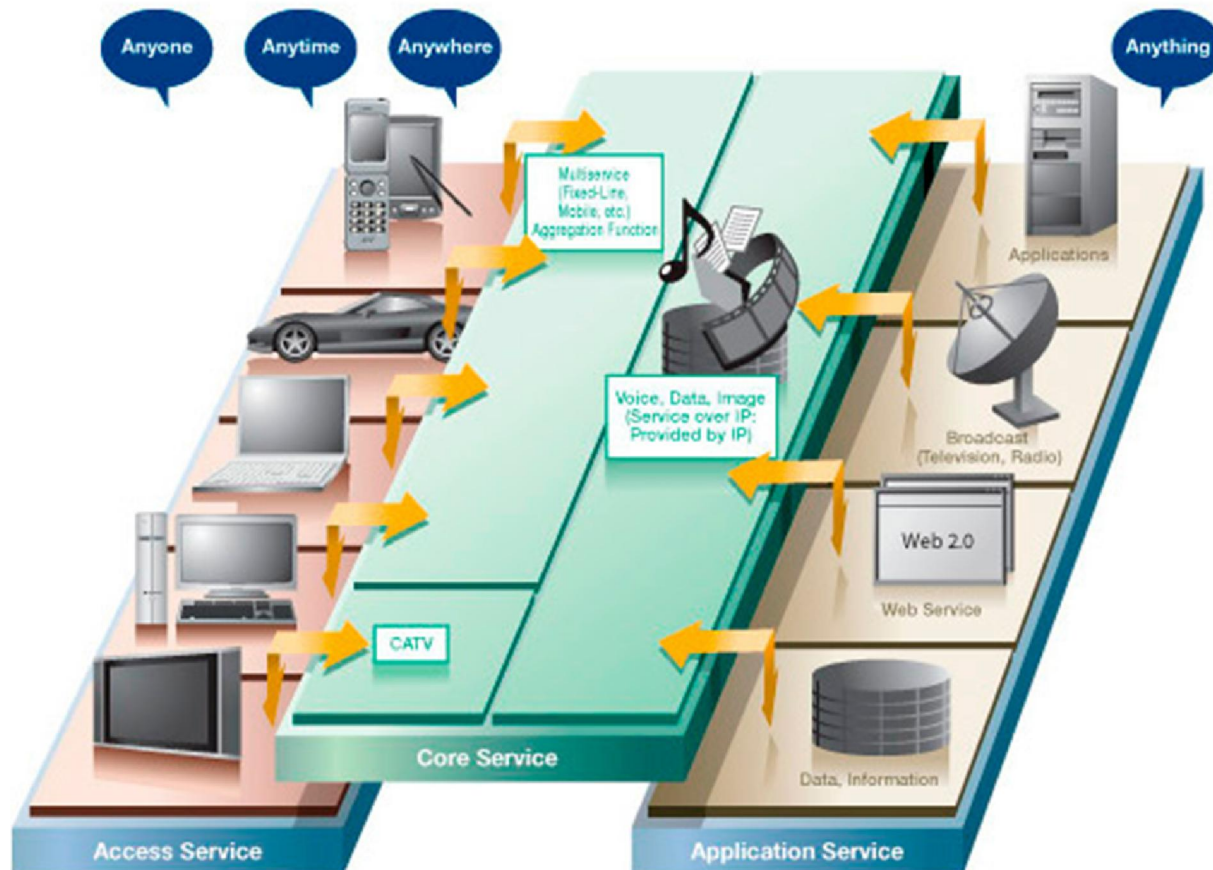 Anyone
Anytime
Anywhere
Anything
Multiservice
(Fixed-Line,
Mobile, etc.)
Aggregation Function
Applications
Voice, Data, Image
(Service over IP:
Provided by IP)
Broadcast
(Television, Radio)
Web 2.0
Web Service
CATV
Data, Information
Core Service
Access Service
Application Service